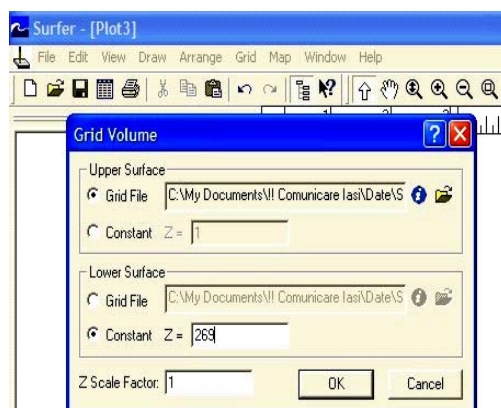 Surfer - [Plot3]
File Edit View Draw Arrange Grid Map Window Help
Grid Volume
Upper Surface
Grid File C:\My Documents\!! Comunicare Iasi\Date\S
Constant Z = 1
Lower Surface
Grid File C:\My Documents\!! Comunicare Iasi\Date\S
Constant Z = 269
Z Scale Factor: 1 OK Cancel